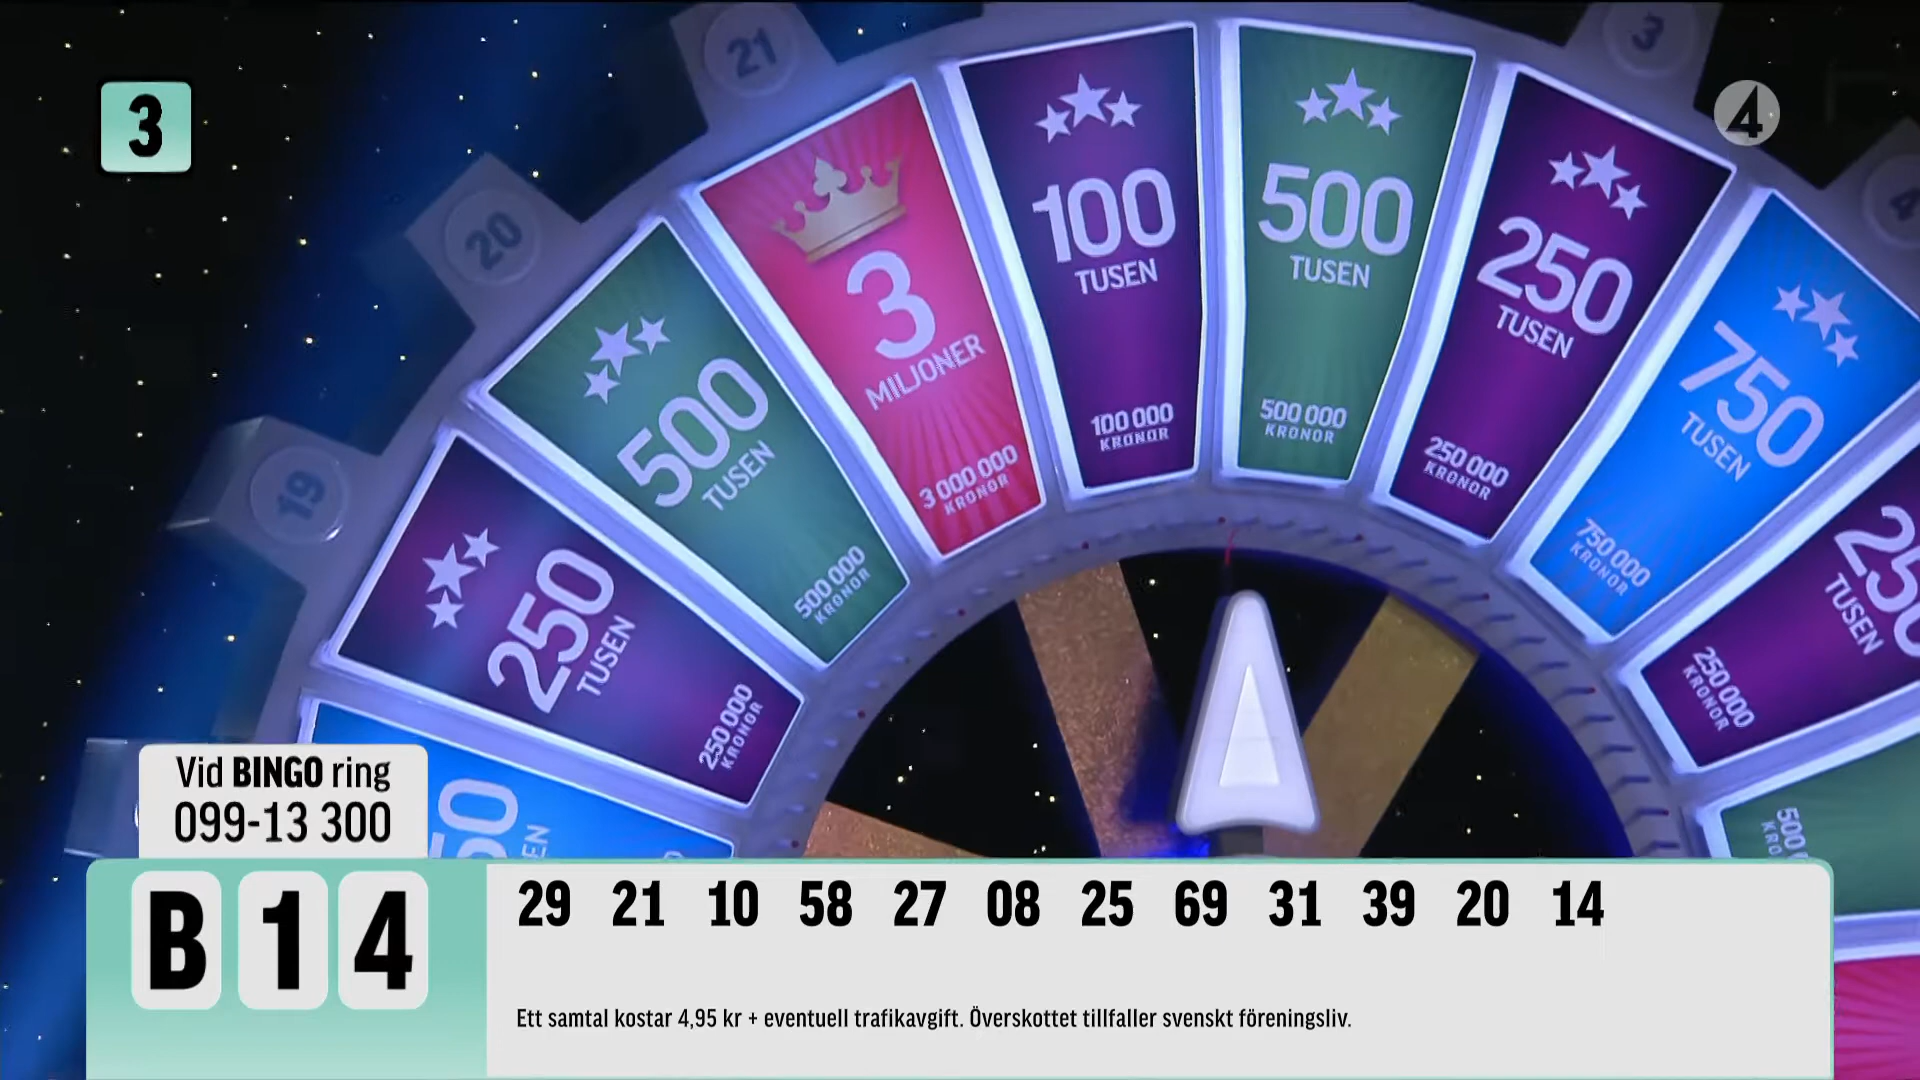 3
4
21
3
20
4
19
3
MILJONER
3 000 000
KRONOR
100
TUSEN
100 000
KRONOR
500
TUSEN
500 000
KRONOR
250
TUSEN
250 000
KRONOR
750
TUSEN
750 000
KRONOR
500
TUSEN
500 000
KRONOR
250
TUSEN
250 000
KRONOR
TUSEN
250 000
KRONOR
Vid BINGO ring
099-13 300
B 1 4
29 21 10 58 27 08 25 69 31 39 20 14
Ett samtal kostar 4,95 kr + eventuell trafikavgift. Överskottet tillfaller svenskt föreningsliv.